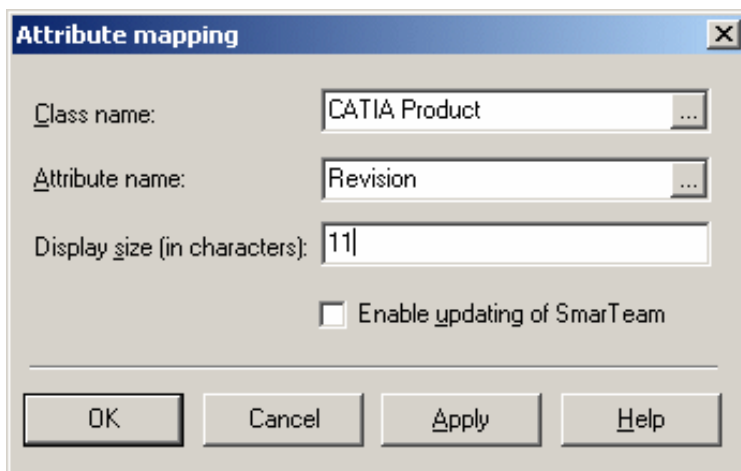 Attribute mapping
Class name: CATIA Product ...
Attribute name: Revision ...
Display size (in characters): 11
Enable updating of SmarTeam
OK Cancel Apply Help